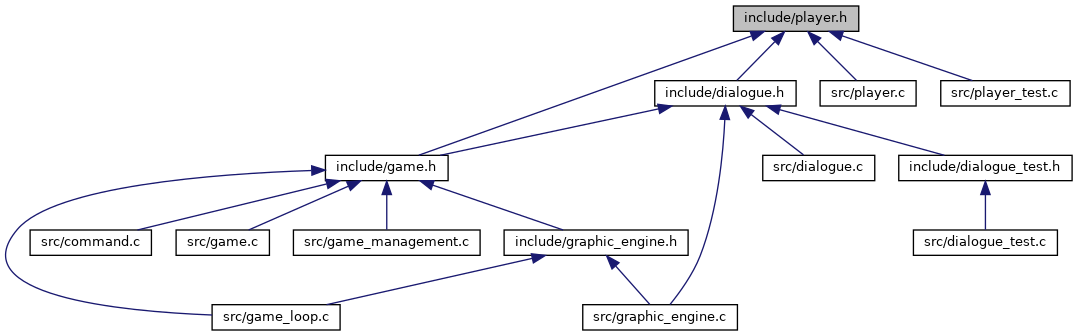 include/player.h
include/dialogue.h
src/player.c
src/player_test.c
include/game.h
src/dialogue.c
include/dialogue_test.h
src/command.c
src/game.c
src/game_management.c
include/graphic_engine.h
src/dialogue_test.c
src/game_loop.c
src/graphic_engine.c